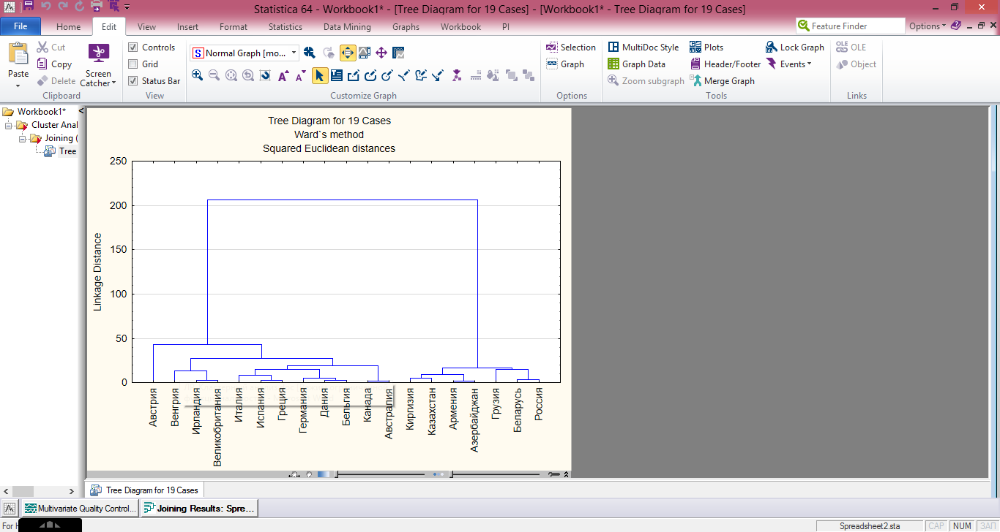 Statistica 64 - Workbook1* - [Tree Diagram for 19 Cases] - [Workbook1* - Tree Diagram for 19 Cases]
File Home Edit View Insert Format Statistics Data Mining Graphs Workbook PI Feature Finder Options
Paste
Cut
Copy
Delete
Screen Catcher
Clipboard
Controls
Grid
Status Bar
View
Normal Graph [mo...
Customize Graph
Selection
Graph
Options
MultiDoc Style
Graph Data
Zoom subgraph
Plots
Header/Footer
Merge Graph
Lock Graph
Events
Tools
OLE
Object
Links
Workbook1*
Cluster Anal
Joining (
Tree
Tree Diagram for 19 Cases
Ward`s method
Squared Euclidean distances
Linkage Distance
250
200
150
100
50
0
Австрия
Венгрия
Ирландия
Великобритания
Италия
Испания
Греция
Германия
Дания
Бельгия
Канада
Австралия
Киргизия
Казахстан
Армения
Азербайджан
Грузия
Беларусь
Россия
Tree Diagram for 19 Cases
Multivariate Quality Control...
Joining Results: Spre...
For H
Spreadsheet2.sta
CAP
NUM
ЗАП